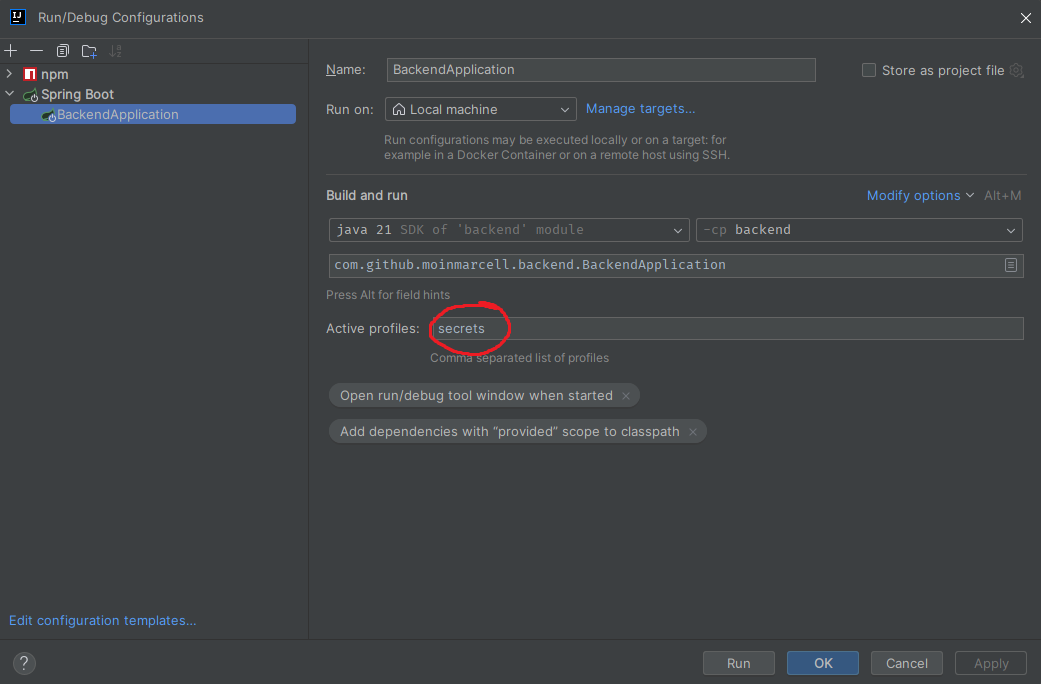 Run/Debug Configurations
npm
Spring Boot
BackendApplication
Edit configuration templates...
Name: BackendApplication Store as project file
Run on: Local machine Manage targets...
Run configurations may be executed locally or on a target: for
example in a Docker Container or on a remote host using SSH.
Build and run Modify options Alt+M
java 21 SDK of 'backend' module -cp backend
com.github.moinmarcell.backend.BackendApplication
Press Alt for field hints
Active profiles: secrets
Comma separated list of profiles
Open run/debug tool window when started
Add dependencies with “provided” scope to classpath
? Run OK Cancel Apply